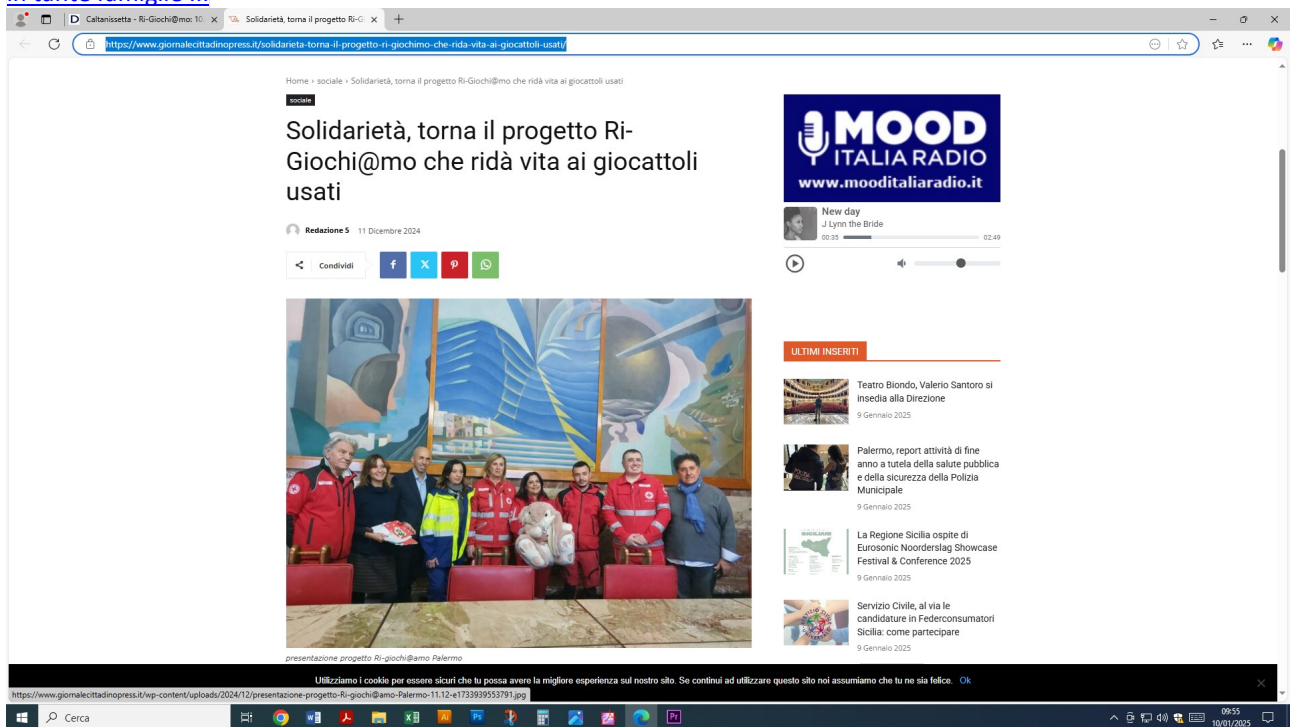 in tante famiglie ...
Caltanissetta - Ri-Giochi@mo: 10.
Solidarietà, torna il progetto Ri-G
https://www.giornalecittadinopress.it/solidarieta-torna-il-progetto-ri-giochimo-che-rida-vita-ai-giocattoli-usati/
Home › sociale › Solidarietà, torna il progetto Ri-Giochi@mo che ridà vita ai giocattoli usati
sociale
Solidarietà, torna il progetto Ri-
Giochi@mo che ridà vita ai giocattoli
usati
Redazione 5 11 Dicembre 2024
Condividi
MOOD
ITALIA RADIO
www.mooditaliaradio.it
New day
J Lynn the Bride
00:35 02:49
ULTIMI INSERITI
Teatro Biondo, Valerio Santoro si
insedia alla Direzione
9 Gennaio 2025
Palermo, report attività di fine
anno a tutela della salute pubblica
e della sicurezza della Polizia
Municipale
9 Gennaio 2025
La Regione Sicilia ospite di
Eurosonic Noorderslag Showcase
Festival & Conference 2025
9 Gennaio 2025
Servizio Civile, al via le
candidature in Federconsumatori
Sicilia: come partecipare
9 Gennaio 2025
presentazione progetto Ri-giochi@amo Palermo
Utilizziamo i cookie per essere sicuri che tu possa avere la migliore esperienza sul nostro sito. Se continui ad utilizzare questo sito noi assumiamo che tu ne sia felice. Ok
https://www.giornalecittadinopress.it/wp-content/uploads/2024/12/presentazione-progetto-Ri-giochi@amo-Palermo-11.12-e1733939553791.jpg
Cerca
09:55
10/01/2025